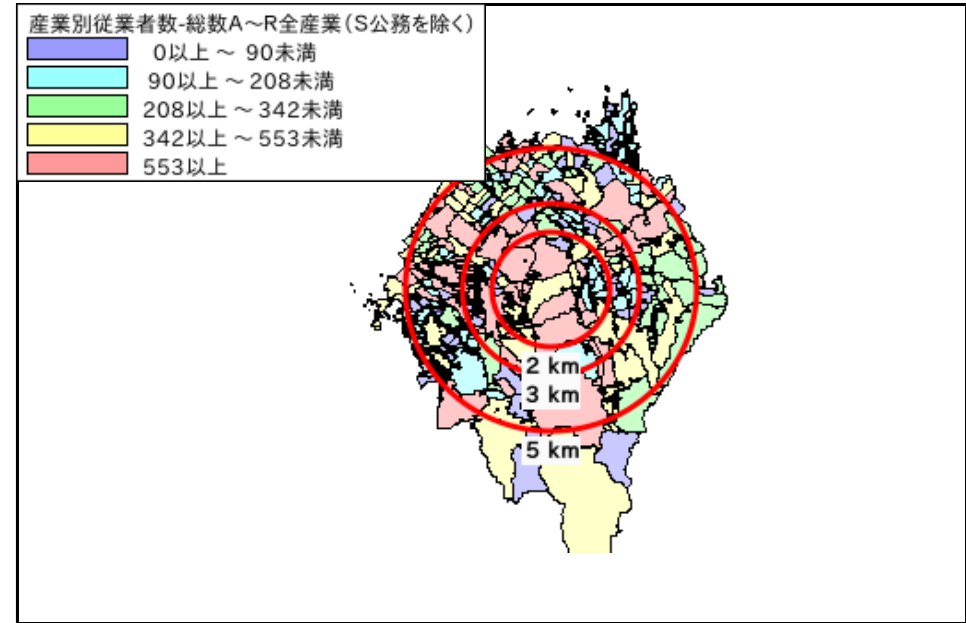 産業別従業者数-総数A～R全産業(S公務を除く)
0以上 ～ 90未満
90以上 ～ 208未満
208以上 ～ 342未満
342以上 ～ 553未満
553以上
2 km
3 km
5 km